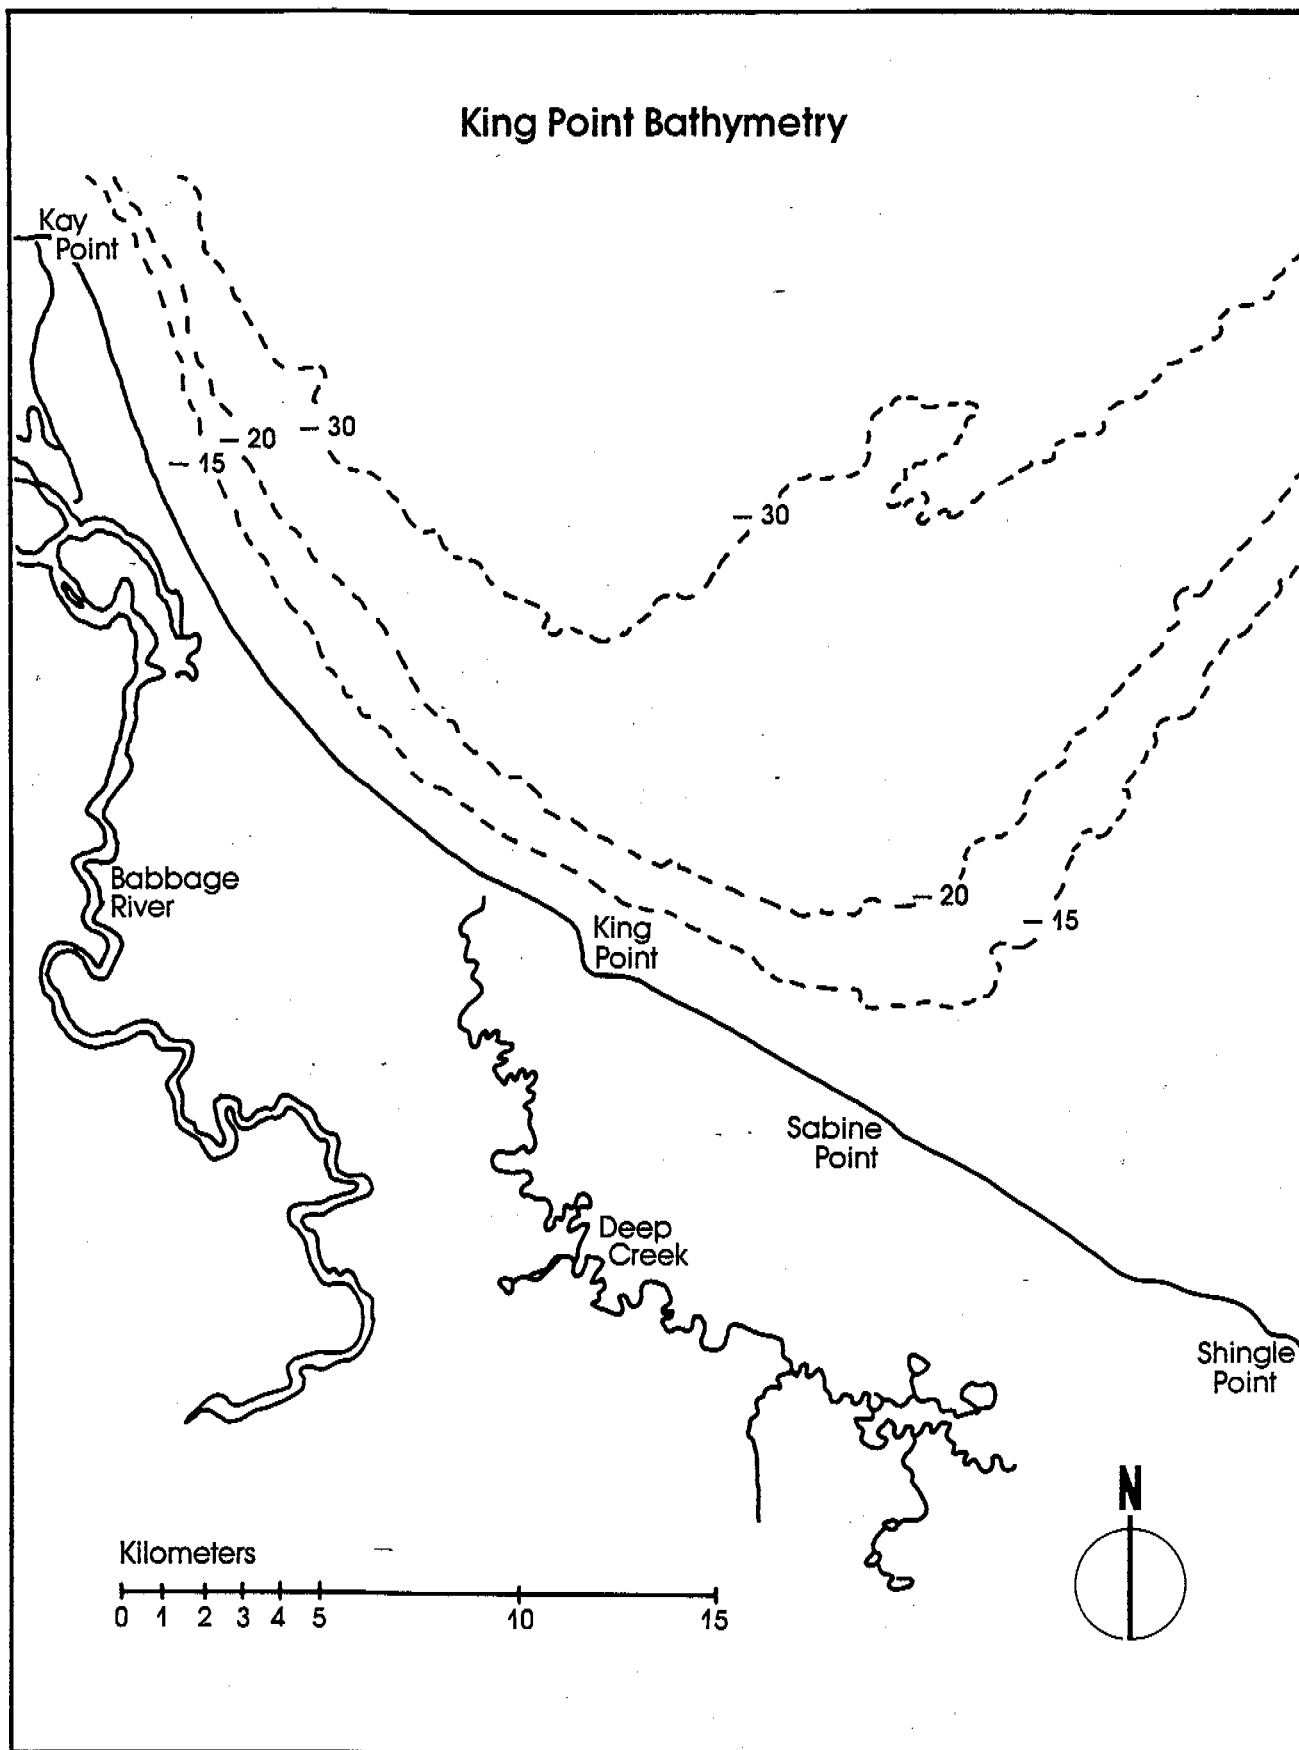 King Point Bathymetry
Kay
Point
– 30
– 20
– 15
– 30
Babbage
River
– 20
– 15
King
Point
Sabine
Point
Deep
Creek
Shingle
Point
N
Kilometers
0 1 2 3 4 5 10 15